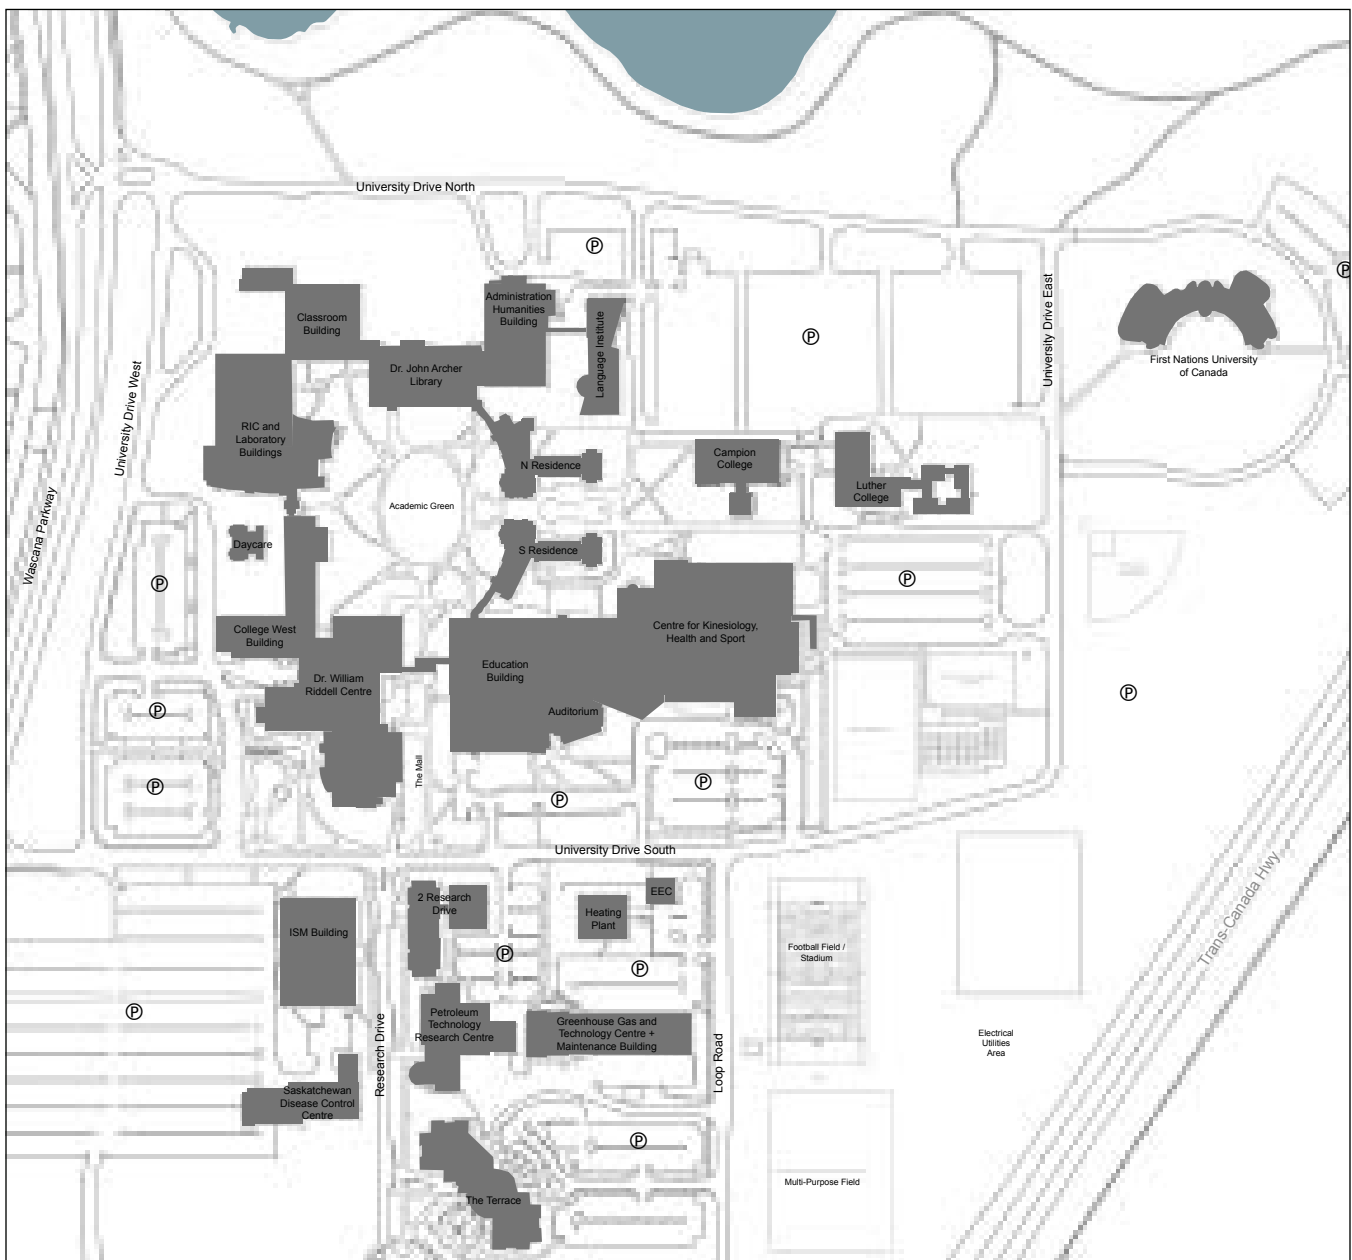 University Drive North
Ⓟ
Ⓟ
Administration
Humanities
Building
Classroom
Building
Language Institute
University Drive East
Ⓟ
First Nations University
of Canada
Dr. John Archer
Library
University Drive West
RIC and
Laboratory
Buildings
N Residence
Campion
College
Luther
College
Academic Green
Wascana Parkway
Daycare
S Residence
Ⓟ
Ⓟ
College West
Building
Centre for Kinesiology,
Health and Sport
Education
Building
Dr. William
Riddell Centre
Ⓟ
Auditorium
Ⓟ
The Mall
Ⓟ
Ⓟ
Ⓟ
University Drive South
2 Research
Drive
EEC
Heating
Plant
ISM Building
Ⓟ
Ⓟ
Football Field /
Stadium
Trans-Canada Hwy
Ⓟ
Petroleum
Technology
Research Centre
Greenhouse Gas and
Technology Centre +
Maintenance Building
Electrical
Utilities
Area
Research Drive
Loop Road
Saskatchewan
Disease Control
Centre
Ⓟ
Multi-Purpose Field
The Terrace